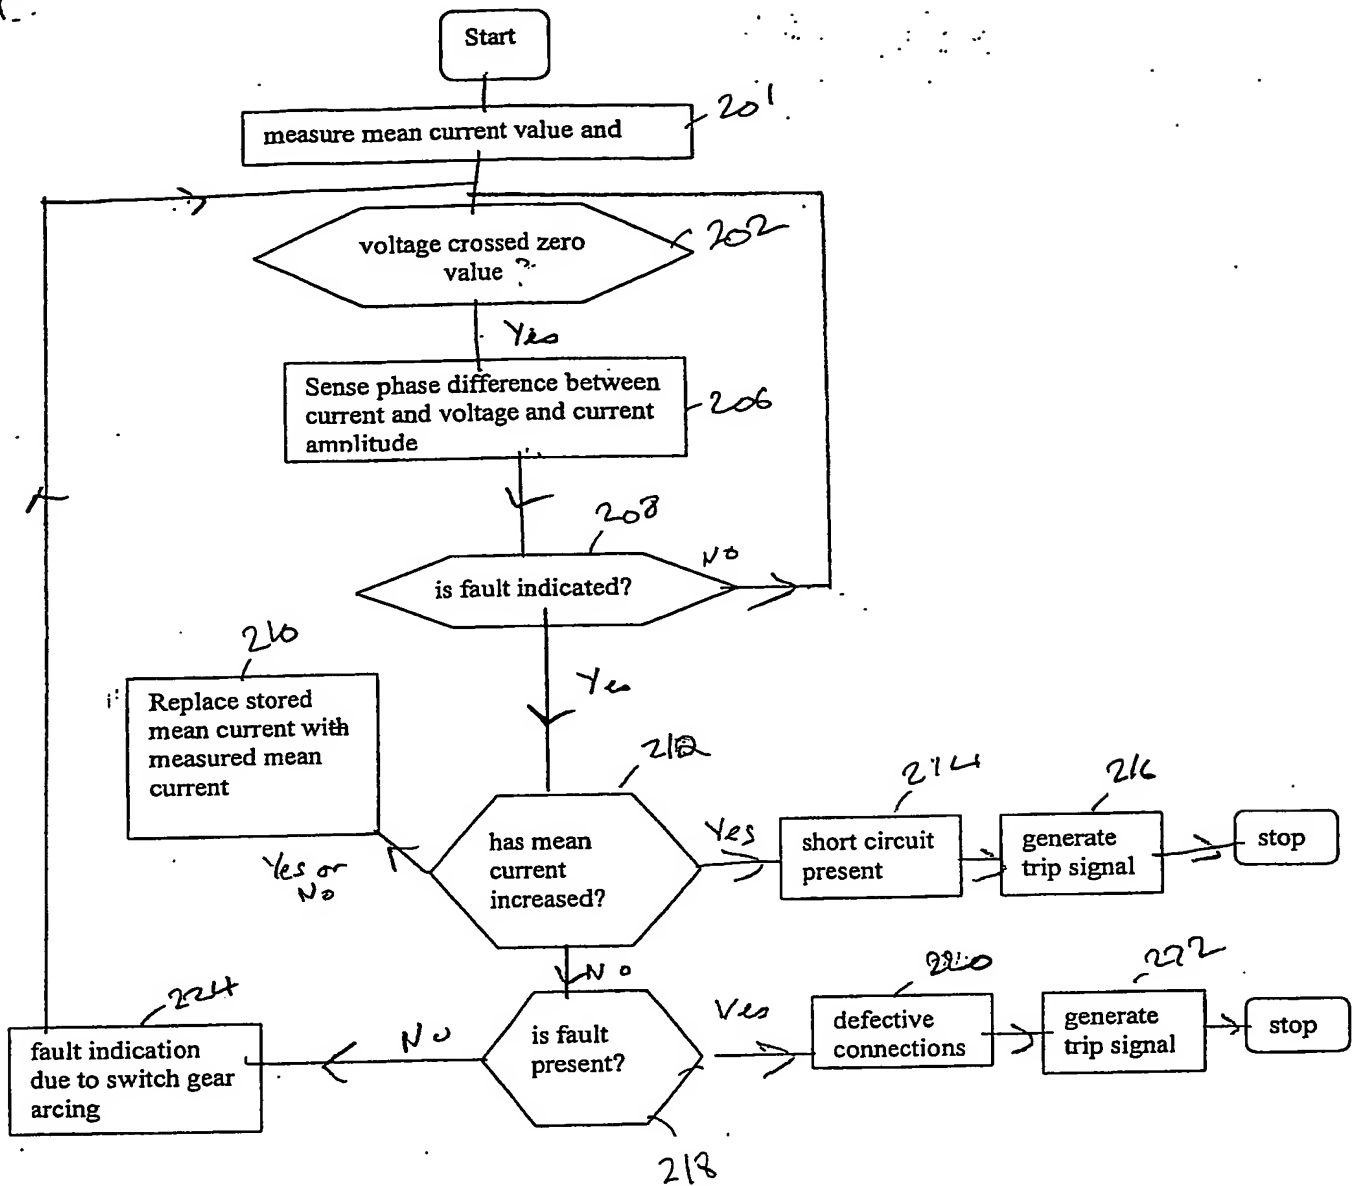 Start
measure mean current value and
201
voltage crossed zero
value ?
202
Yes
Sense phase difference between
current and voltage and current
amplitude
206
208
is fault indicated?
No
Yes
210
Replace stored
mean current with
measured mean
current
212
has mean
current
increased?
Yes or
No
Yes
214
short circuit
present
216
generate
trip signal
stop
No
is fault
present?
218
Yes
220
defective
connections
222
generate
trip signal
stop
No
224
fault indication
due to switch gear
arcing